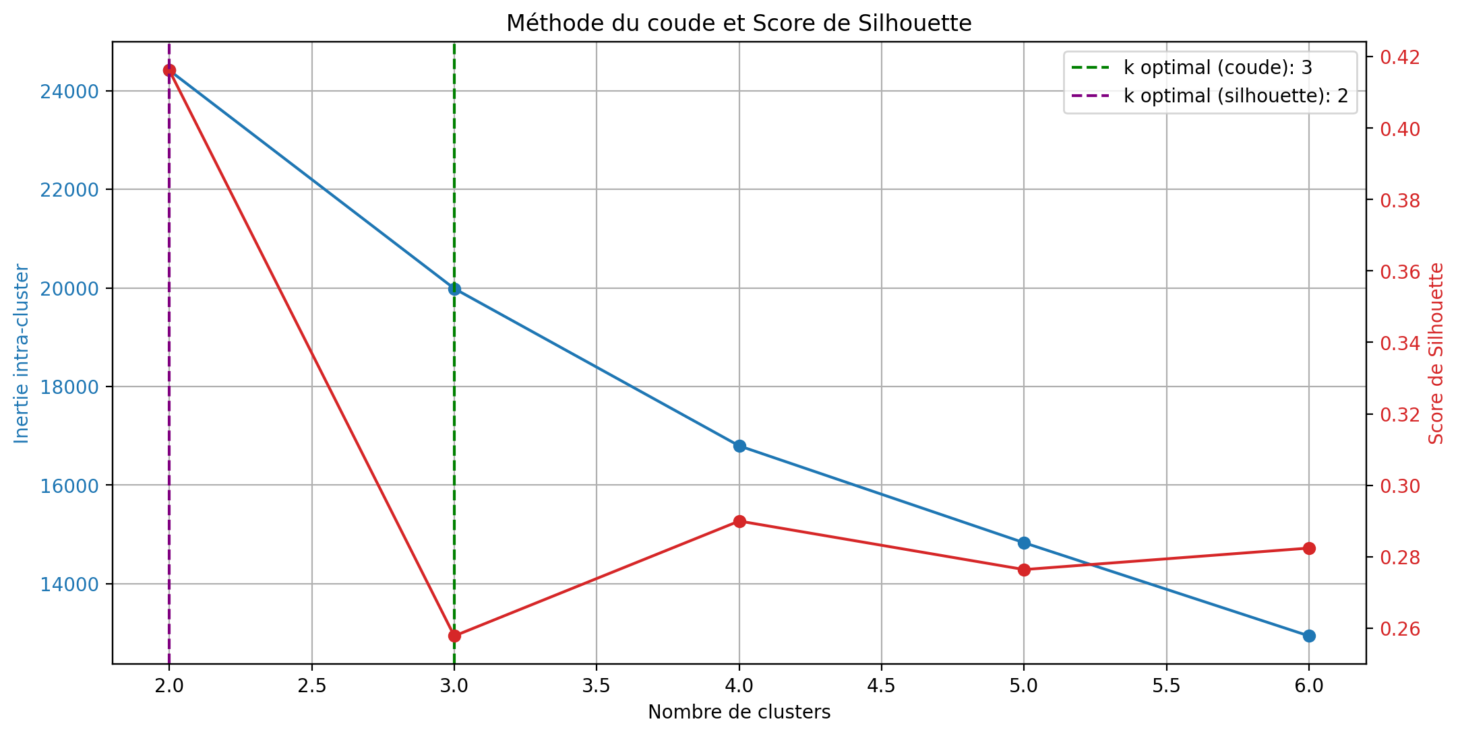 Méthode du coude et Score de Silhouette
k optimal (coude): 3
k optimal (silhouette): 2
Inertie intra-cluster
24000
22000
20000
18000
16000
14000
0.42
0.40
0.38
0.36
0.34
0.32
0.30
0.28
0.26
Score de Silhouette
2.0 2.5 3.0 3.5 4.0 4.5 5.0 5.5 6.0
Nombre de clusters